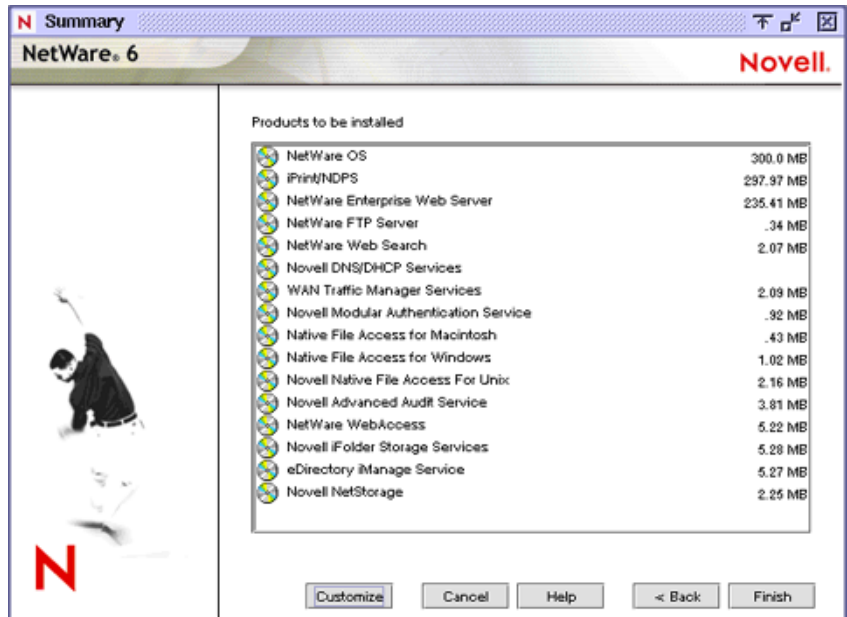 N Summary
NetWare® 6
Novell.
Products to be installed
NetWare OS 300.0 MB
iPrint/NDPS 297.97 MB
NetWare Enterprise Web Server 235.41 MB
NetWare FTP Server .34 MB
NetWare Web Search 2.07 MB
Novell DNS/DHCP Services
WAN Traffic Manager Services 2.09 MB
Novell Modular Authentication Service .92 MB
Native File Access for Macintosh .43 MB
Native File Access for Windows 1.02 MB
Novell Native File Access For Unix 2.16 MB
Novell Advanced Audit Service 3.81 MB
NetWare WebAccess 5.22 MB
Novell iFolder Storage Services 5.28 MB
eDirectory iManage Service 5.27 MB
Novell NetStorage 2.25 MB
N
Customize Cancel Help < Back Finish